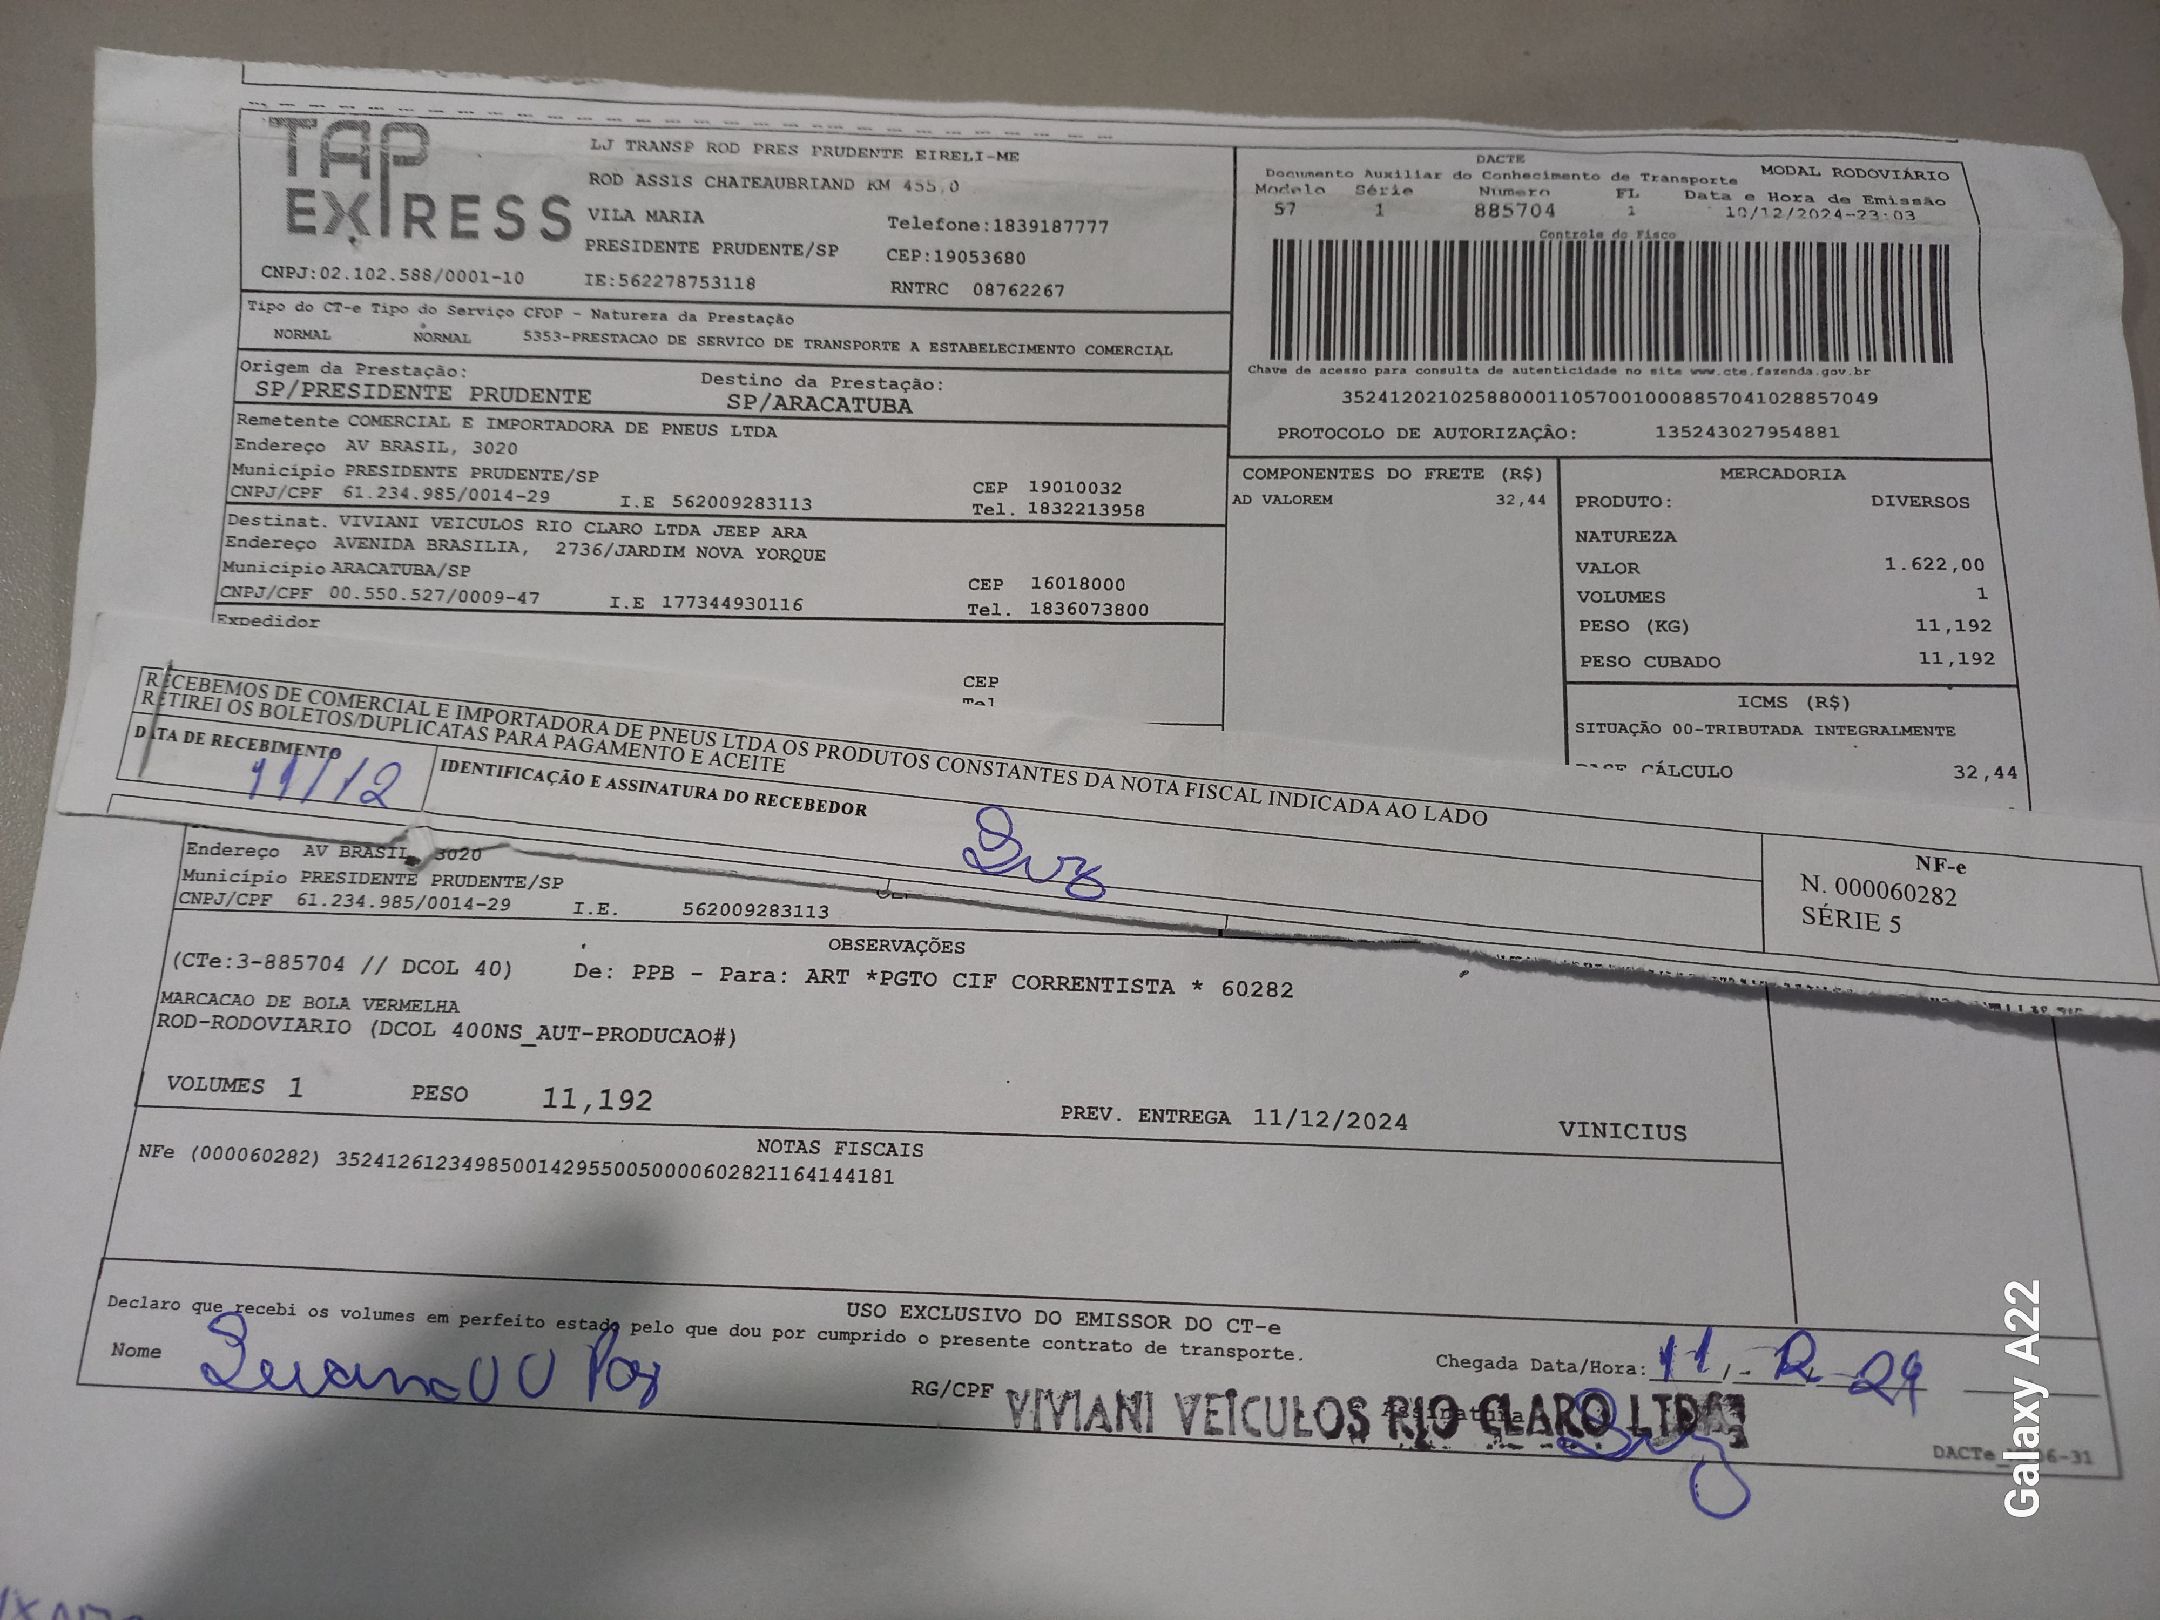 TAP EXPRESS
LJ TRANSP ROD PRES PRUDENTE EIRELI-ME
ROD ASSIS CHATEAUBRIAND KM 455,0
VILA MARIA
Telefone:1839187777
PRESIDENTE PRUDENTE/SP
CEP:19053680
CNPJ:02.102.588/0001-10
IE:562278753118
RNTRC 08762267
DACTE
MODAL RODOVIÁRIO
Documento Auxiliar do Conhecimento de Transporte
Modelo Série Número FL Data e Hora de Emissão
57 1 885704 1 10/12/2024-23:03
Controle do Fisco
Chave de acesso para consulta de autenticidade no site www.cte.fazenda.gov.br
35241202102588000110570010008857041028857049
PROTOCOLO DE AUTORIZAÇÃO: 135243027954881
Tipo do CT-e Tipo do Serviço CFOP - Natureza da Prestação
NORMAL NORMAL 5353-PRESTACAO DE SERVICO DE TRANSPORTE A ESTABELECIMENTO COMERCIAL
Origem da Prestação: Destino da Prestação:
SP/PRESIDENTE PRUDENTE SP/ARACATUBA
Remetente COMERCIAL E IMPORTADORA DE PNEUS LTDA
Endereço AV BRASIL, 3020
Município PRESIDENTE PRUDENTE/SP CEP 19010032
CNPJ/CPF 61.234.985/0014-29 I.E 562009283113 Tel. 1832213958
Destinat. VIVIANI VEICULOS RIO CLARO LTDA JEEP ARA
Endereço AVENIDA BRASILIA, 2736/JARDIM NOVA YORQUE
Município ARACATUBA/SP CEP 16018000
CNPJ/CPF 00.550.527/0009-47 I.E 177344930116 Tel. 1836073800
Expedidor
CEP
Tel
COMPONENTES DO FRETE (R$)
AD VALOREM 32,44
MERCADORIA
PRODUTO: DIVERSOS
NATUREZA
VALOR 1.622,00
VOLUMES 1
PESO (KG) 11,192
PESO CUBADO 11,192
ICMS (R$)
SITUAÇÃO 00-TRIBUTADA INTEGRALMENTE
BASE CÁLCULO 32,44
RECEBEMOS DE COMERCIAL E IMPORTADORA DE PNEUS LTDA OS PRODUTOS CONSTANTES DA NOTA FISCAL INDICADA AO LADO
RETIREI OS BOLETOS/DUPLICATAS PARA PAGAMENTO E ACEITE
DATA DE RECEBIMENTO
11/12
IDENTIFICAÇÃO E ASSINATURA DO RECEBEDOR
NF-e
N. 000060282
SÉRIE 5
Endereço AV BRASIL, 3020
Município PRESIDENTE PRUDENTE/SP
CNPJ/CPF 61.234.985/0014-29 I.E. 562009283113
OBSERVAÇÕES
(CTe:3-885704 // DCOL 40) De: PPB - Para: ART *PGTO CIF CORRENTISTA * 60282
MARCACAO DE BOLA VERMELHA
ROD-RODOVIARIO (DCOL 400NS_AUT-PRODUCAO#)
VOLUMES 1 PESO 11,192 PREV. ENTREGA 11/12/2024 VINICIUS
NOTAS FISCAIS
NFe (000060282) 35241261234985001429550050000602821164144181
USO EXCLUSIVO DO EMISSOR DO CT-e
Declaro que recebi os volumes em perfeito estado pelo que dou por cumprido o presente contrato de transporte.
Nome
RG/CPF
Chegada Data/Hora: 11 / 12 24
Assinatura
VIVIANI VEÍCULOS RIO CLARO LTDA
Galaxy A22